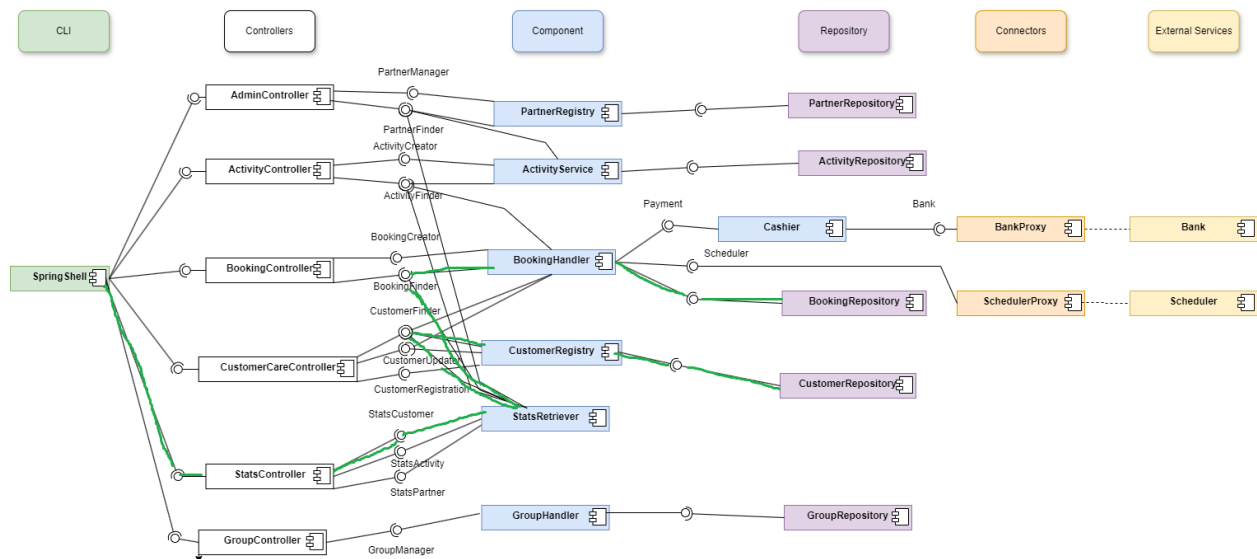 CLI
Controllers
Component
Repository
Connectors
External Services
PartnerManager
AdminController
PartnerRegistry
PartnerRepository
PartnerFinder
ActivityCreator
ActivityController
ActivityService
ActivityRepository
ActivityFinder
Payment
Bank
Cashier
BankProxy
Bank
BookingCreator
Scheduler
BookingController
BookingHandler
SpringShell
BookingFinder
BookingRepository
SchedulerProxy
Scheduler
CustomerFinder
CustomerRegistry
CustomerCareController
CustomerUpdater
CustomerRepository
CustomerRegistration
StatsCustomer
StatsRetriever
StatsActivity
StatsController
StatsPartner
GroupHandler
GroupRepository
GroupController
GroupManager